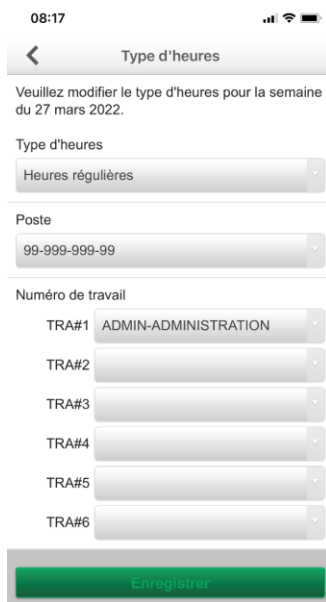 08:17
Type d'heures
Veuillez modifier le type d'heures pour la semaine
du 27 mars 2022.
Type d'heures
Heures régulières
Poste
99-999-999-99
Numéro de travail
TRA#1 ADMIN-ADMINISTRATION
TRA#2
TRA#3
TRA#4
TRA#5
TRA#6
Enregistrer